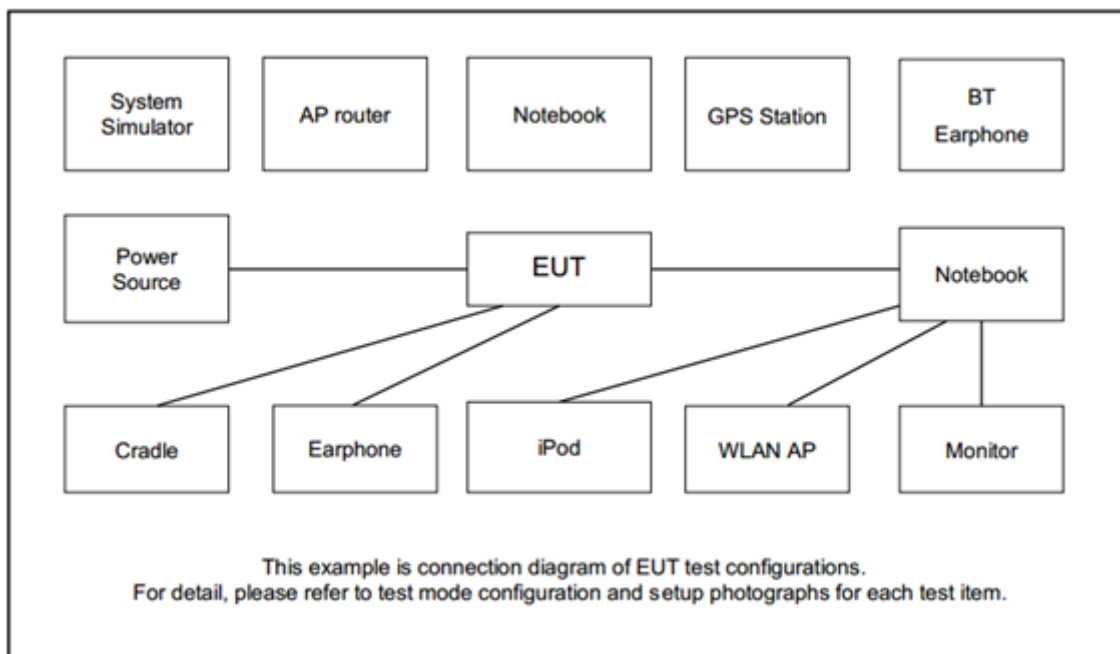 System
Simulator
AP router
Notebook
GPS Station
BT
Earphone
Power
Source
EUT
Notebook
Cradle
Earphone
iPod
WLAN AP
Monitor
This example is connection diagram of EUT test configurations.
For detail, please refer to test mode configuration and setup photographs for each test item.